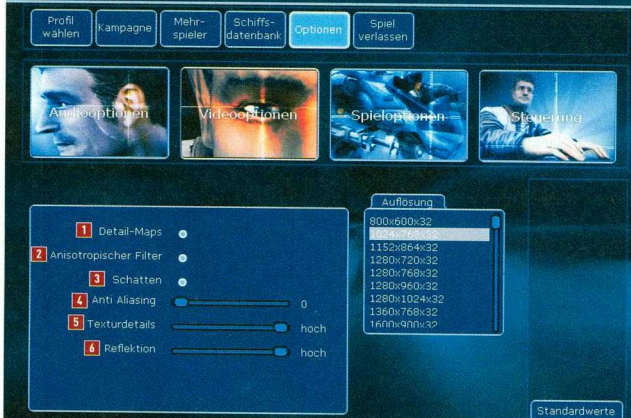 Profil wählen
Kampagne
Mehr-
spieler
Schiffs-
datenbank
Optionen
Spiel
verlassen
Audiooptionen
Videooptionen
Spieloptionen
Steuerung
1 Detail-Maps
2 Anisotropischer Filter
3 Schatten
4 Anti Aliasing 0
5 Texturdetails hoch
6 Reflektion hoch
Auflösung
800x600x32
1024x768x32
1152x864x32
1280x720x32
1280x768x32
1280x960x32
1280x1024x32
1360x768x32
1600x900x32
Standardwerte